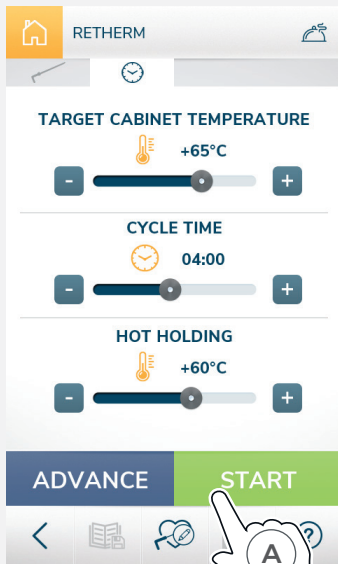 RETHERM
TARGET CABINET TEMPERATURE
+65°C
- +
CYCLE TIME
04:00
- +
HOT HOLDING
+60°C
- +
ADVANCE START
A ?